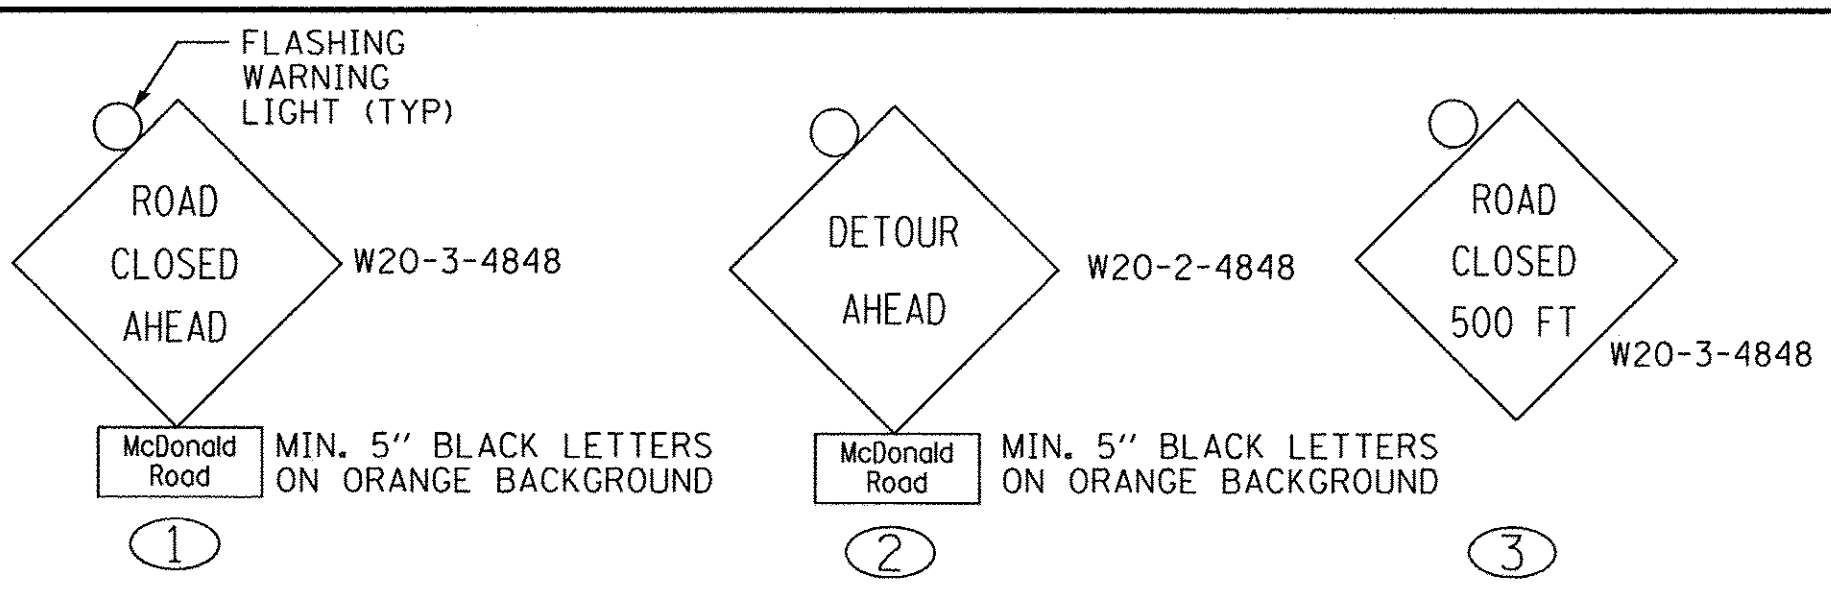 FLASHING
WARNING
LIGHT (TYP)
ROAD
CLOSED
AHEAD
W20-3-4848
McDonald
Road
MIN. 5″ BLACK LETTERS
ON ORANGE BACKGROUND
1
DETOUR
AHEAD
W20-2-4848
McDonald
Road
MIN. 5″ BLACK LETTERS
ON ORANGE BACKGROUND
2
ROAD
CLOSED
500 FT
W20-3-4848
3